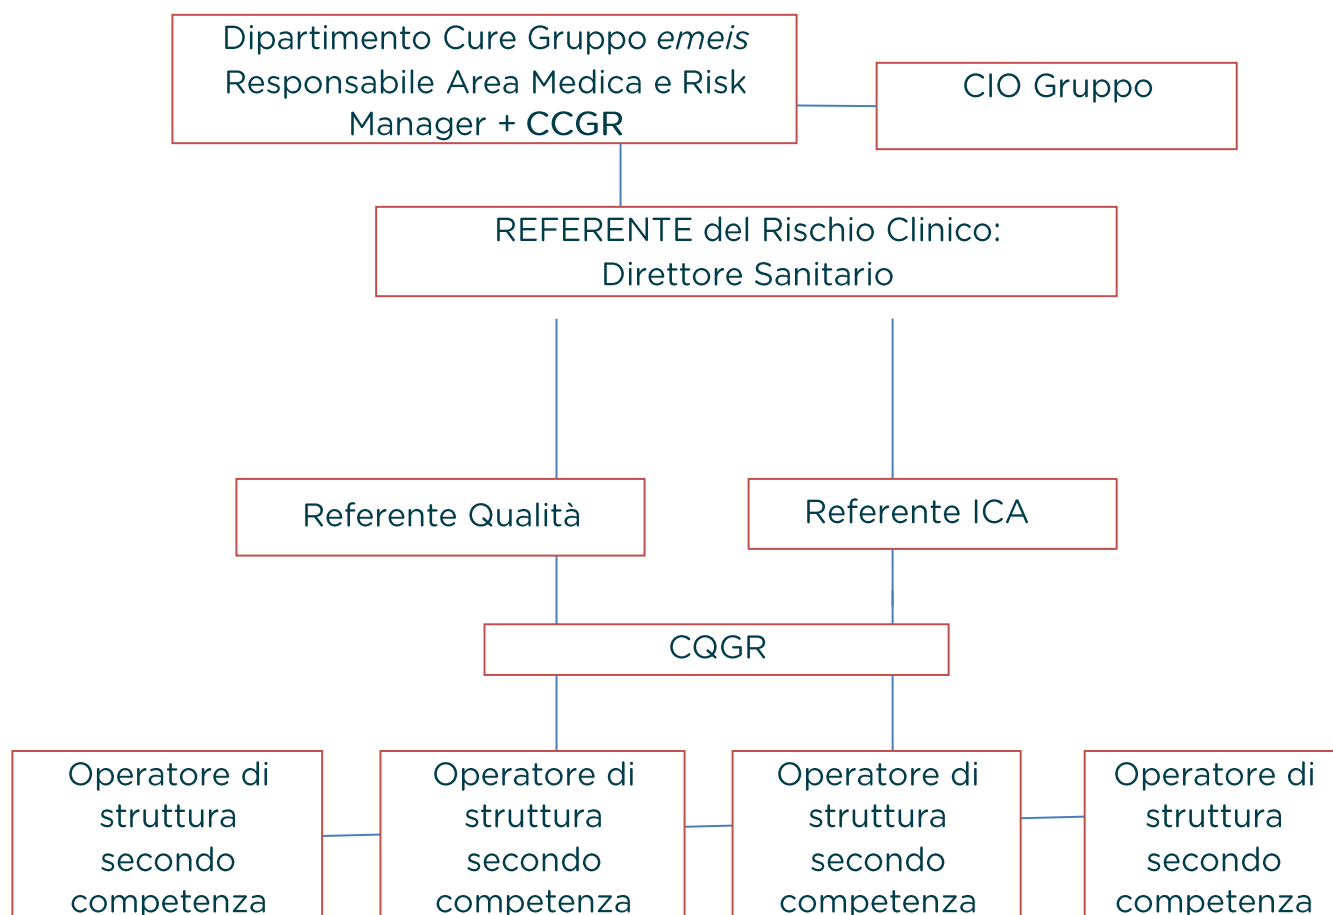 Dipartimento Cure Gruppo emeis
Responsabile Area Medica e Risk
Manager + CCGR
CIO Gruppo
REFERENTE del Rischio Clinico:
Direttore Sanitario
Referente Qualità
Referente ICA
CQGR
Operatore di
struttura
secondo
competenza
Operatore di
struttura
secondo
competenza
Operatore di
struttura
secondo
competenza
Operatore di
struttura
secondo
competenza